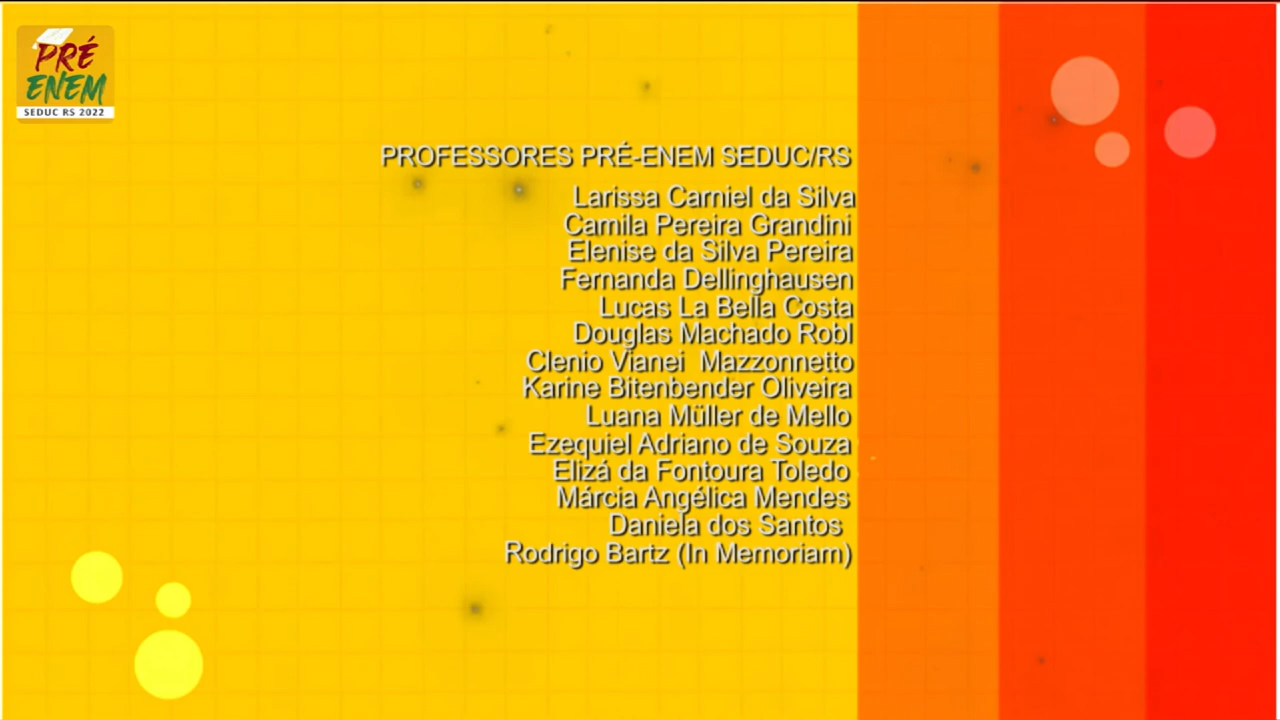 PRÉ
ENEM
SEDUC RS 2022
PROFESSORES PRÉ-ENEM SEDUC/RS
Larissa Carniel da Silva
Camila Pereira Grandini
Elenise da Silva Pereira
Fernanda Dellinghausen
Lucas La Bella Costa
Douglas Machado Robl
Clenio Vianei  Mazzonnetto
Karine Bitenbender Oliveira
Luana Müller de Mello
Ezequiel Adriano de Souza
Elizá da Fontoura Toledo
Márcia Angélica Mendes
Daniela dos Santos
Rodrigo Bartz (In Memoriam)